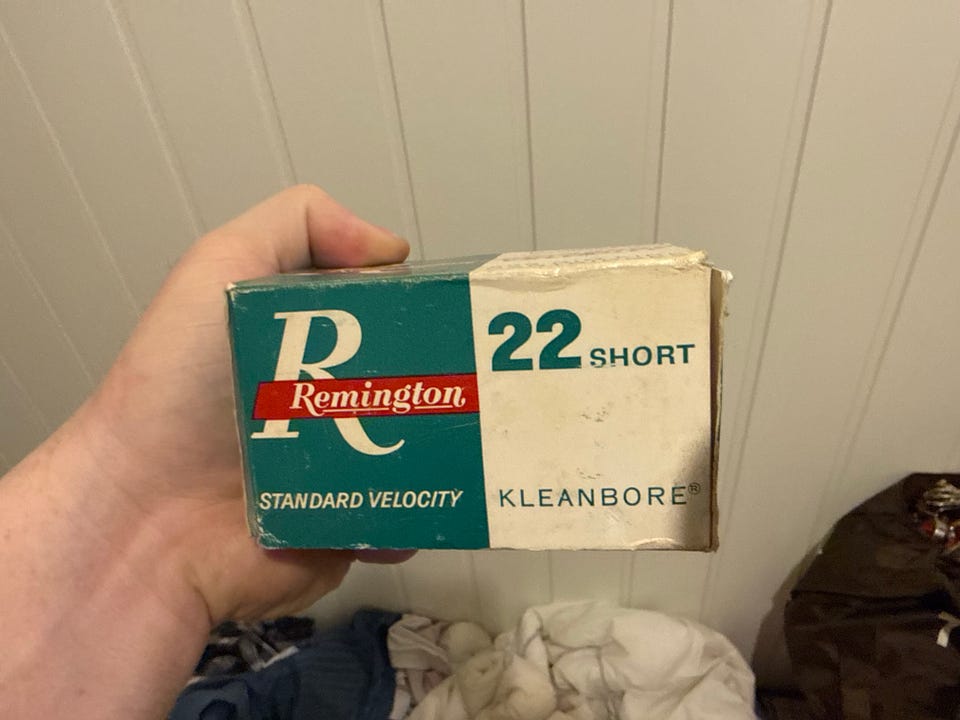 R
Remington
STANDARD VELOCITY
22 SHORT
KLEANBORE®